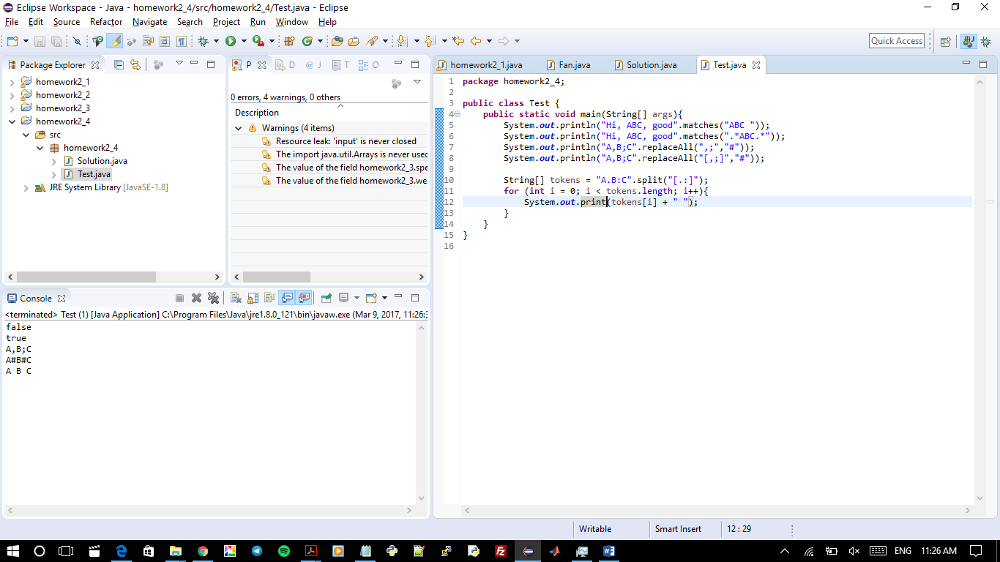 Eclipse Workspace - Java - homework2_4/src/homework2_4/Test.java - Eclipse
File Edit Source Refactor Navigate Search Project Run Window Help
Quick Access
Package Explorer
homework2_1
homework2_2
homework2_3
homework2_4
src
homework2_4
Solution.java
Test.java
JRE System Library [JavaSE-1.8]
P D @ J T O
0 errors, 4 warnings, 0 others
Description
Warnings (4 items)
Resource leak: 'input' is never closed
The import java.util.Arrays is never used
The value of the field homework2_3.spe
The value of the field homework2_3.we
homework2_1.java Fan.java Solution.java Test.java
1 package homework2_4;
2
3 public class Test {
4 public static void main(String[] args){
5 System.out.println("Hi, ABC, good".matches("ABC "));
6 System.out.println("Hi, ABC, good".matches(".*ABC.*"));
7 System.out.println("A,B;C".replaceAll(",;","#"));
8 System.out.println("A,B;C".replaceAll("[,;]","#"));
9
10 String[] tokens = "A.B:C".split("[.:]");
11 for (int i = 0; i < tokens.length; i++){
12 System.out.print(tokens[i] + " ");
13 }
14 }
15 }
16
Console
<terminated> Test (1) [Java Application] C:\Program Files\Java\jre1.8.0_121\bin\javaw.exe (Mar 9, 2017, 11:26:
false
true
A,B;C
A#B#C
A B C
Writable Smart Insert 12 : 29
ENG 11:26 AM